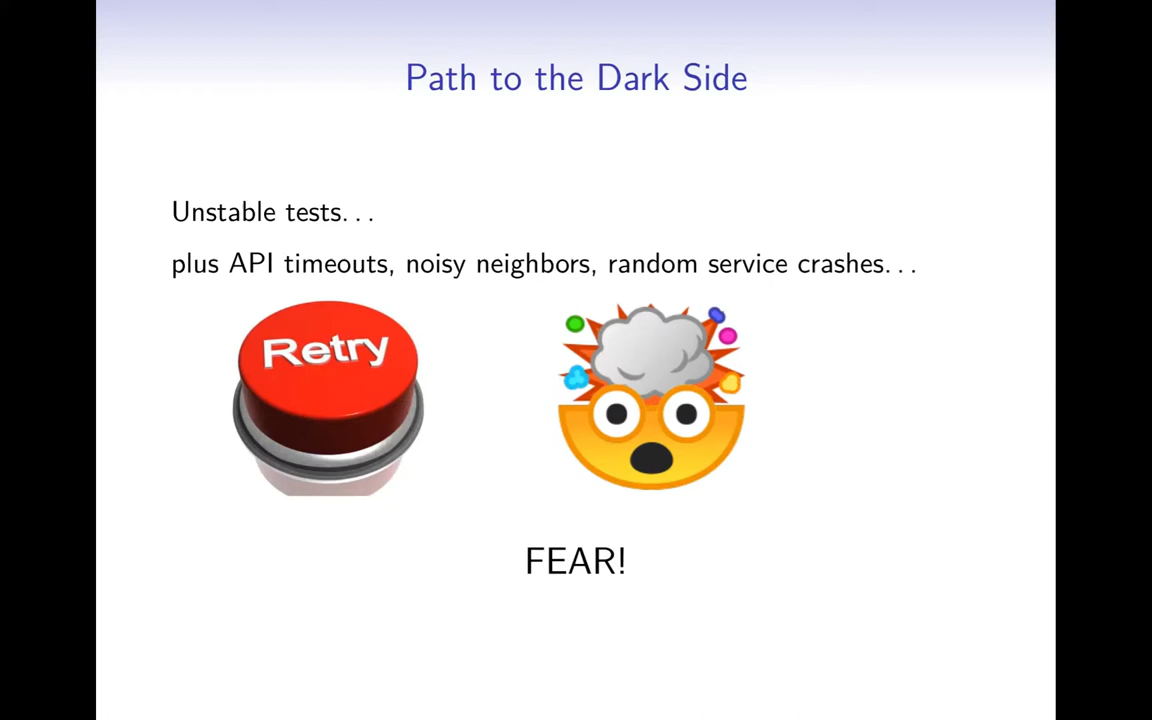 Path to the Dark Side
Unstable tests...
plus API timeouts, noisy neighbors, random service crashes...
Retry
FEAR!